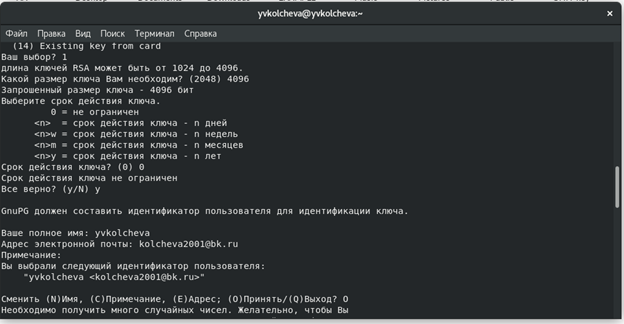 yvkolcheva@yvkolcheva:~
Файл Правка Вид Поиск Терминал Справка
(14) Existing key from card
Ваш выбор? 1
длина ключей RSA может быть от 1024 до 4096.
Какой размер ключа Вам необходим? (2048) 4096
Запрошенный размер ключа - 4096 бит
Выберите срок действия ключа.
0 = не ограничен
<n>  = срок действия ключа - n дней
<n>w = срок действия ключа - n недель
<n>m = срок действия ключа - n месяцев
<n>y = срок действия ключа - n лет
Срок действия ключа? (0) 0
Срок действия ключа не ограничен
Все верно? (y/N) y
GnuPG должен составить идентификатор пользователя для идентификации ключа.
Ваше полное имя: yvkolcheva
Адрес электронной почты: kolcheva2001@bk.ru
Примечание:
Вы выбрали следующий идентификатор пользователя:
"yvkolcheva <kolcheva2001@bk.ru>"
Сменить (N)Имя, (C)Примечание, (E)Адрес; (O)Принять/(Q)Выход? O
Необходимо получить много случайных чисел. Желательно, чтобы Вы